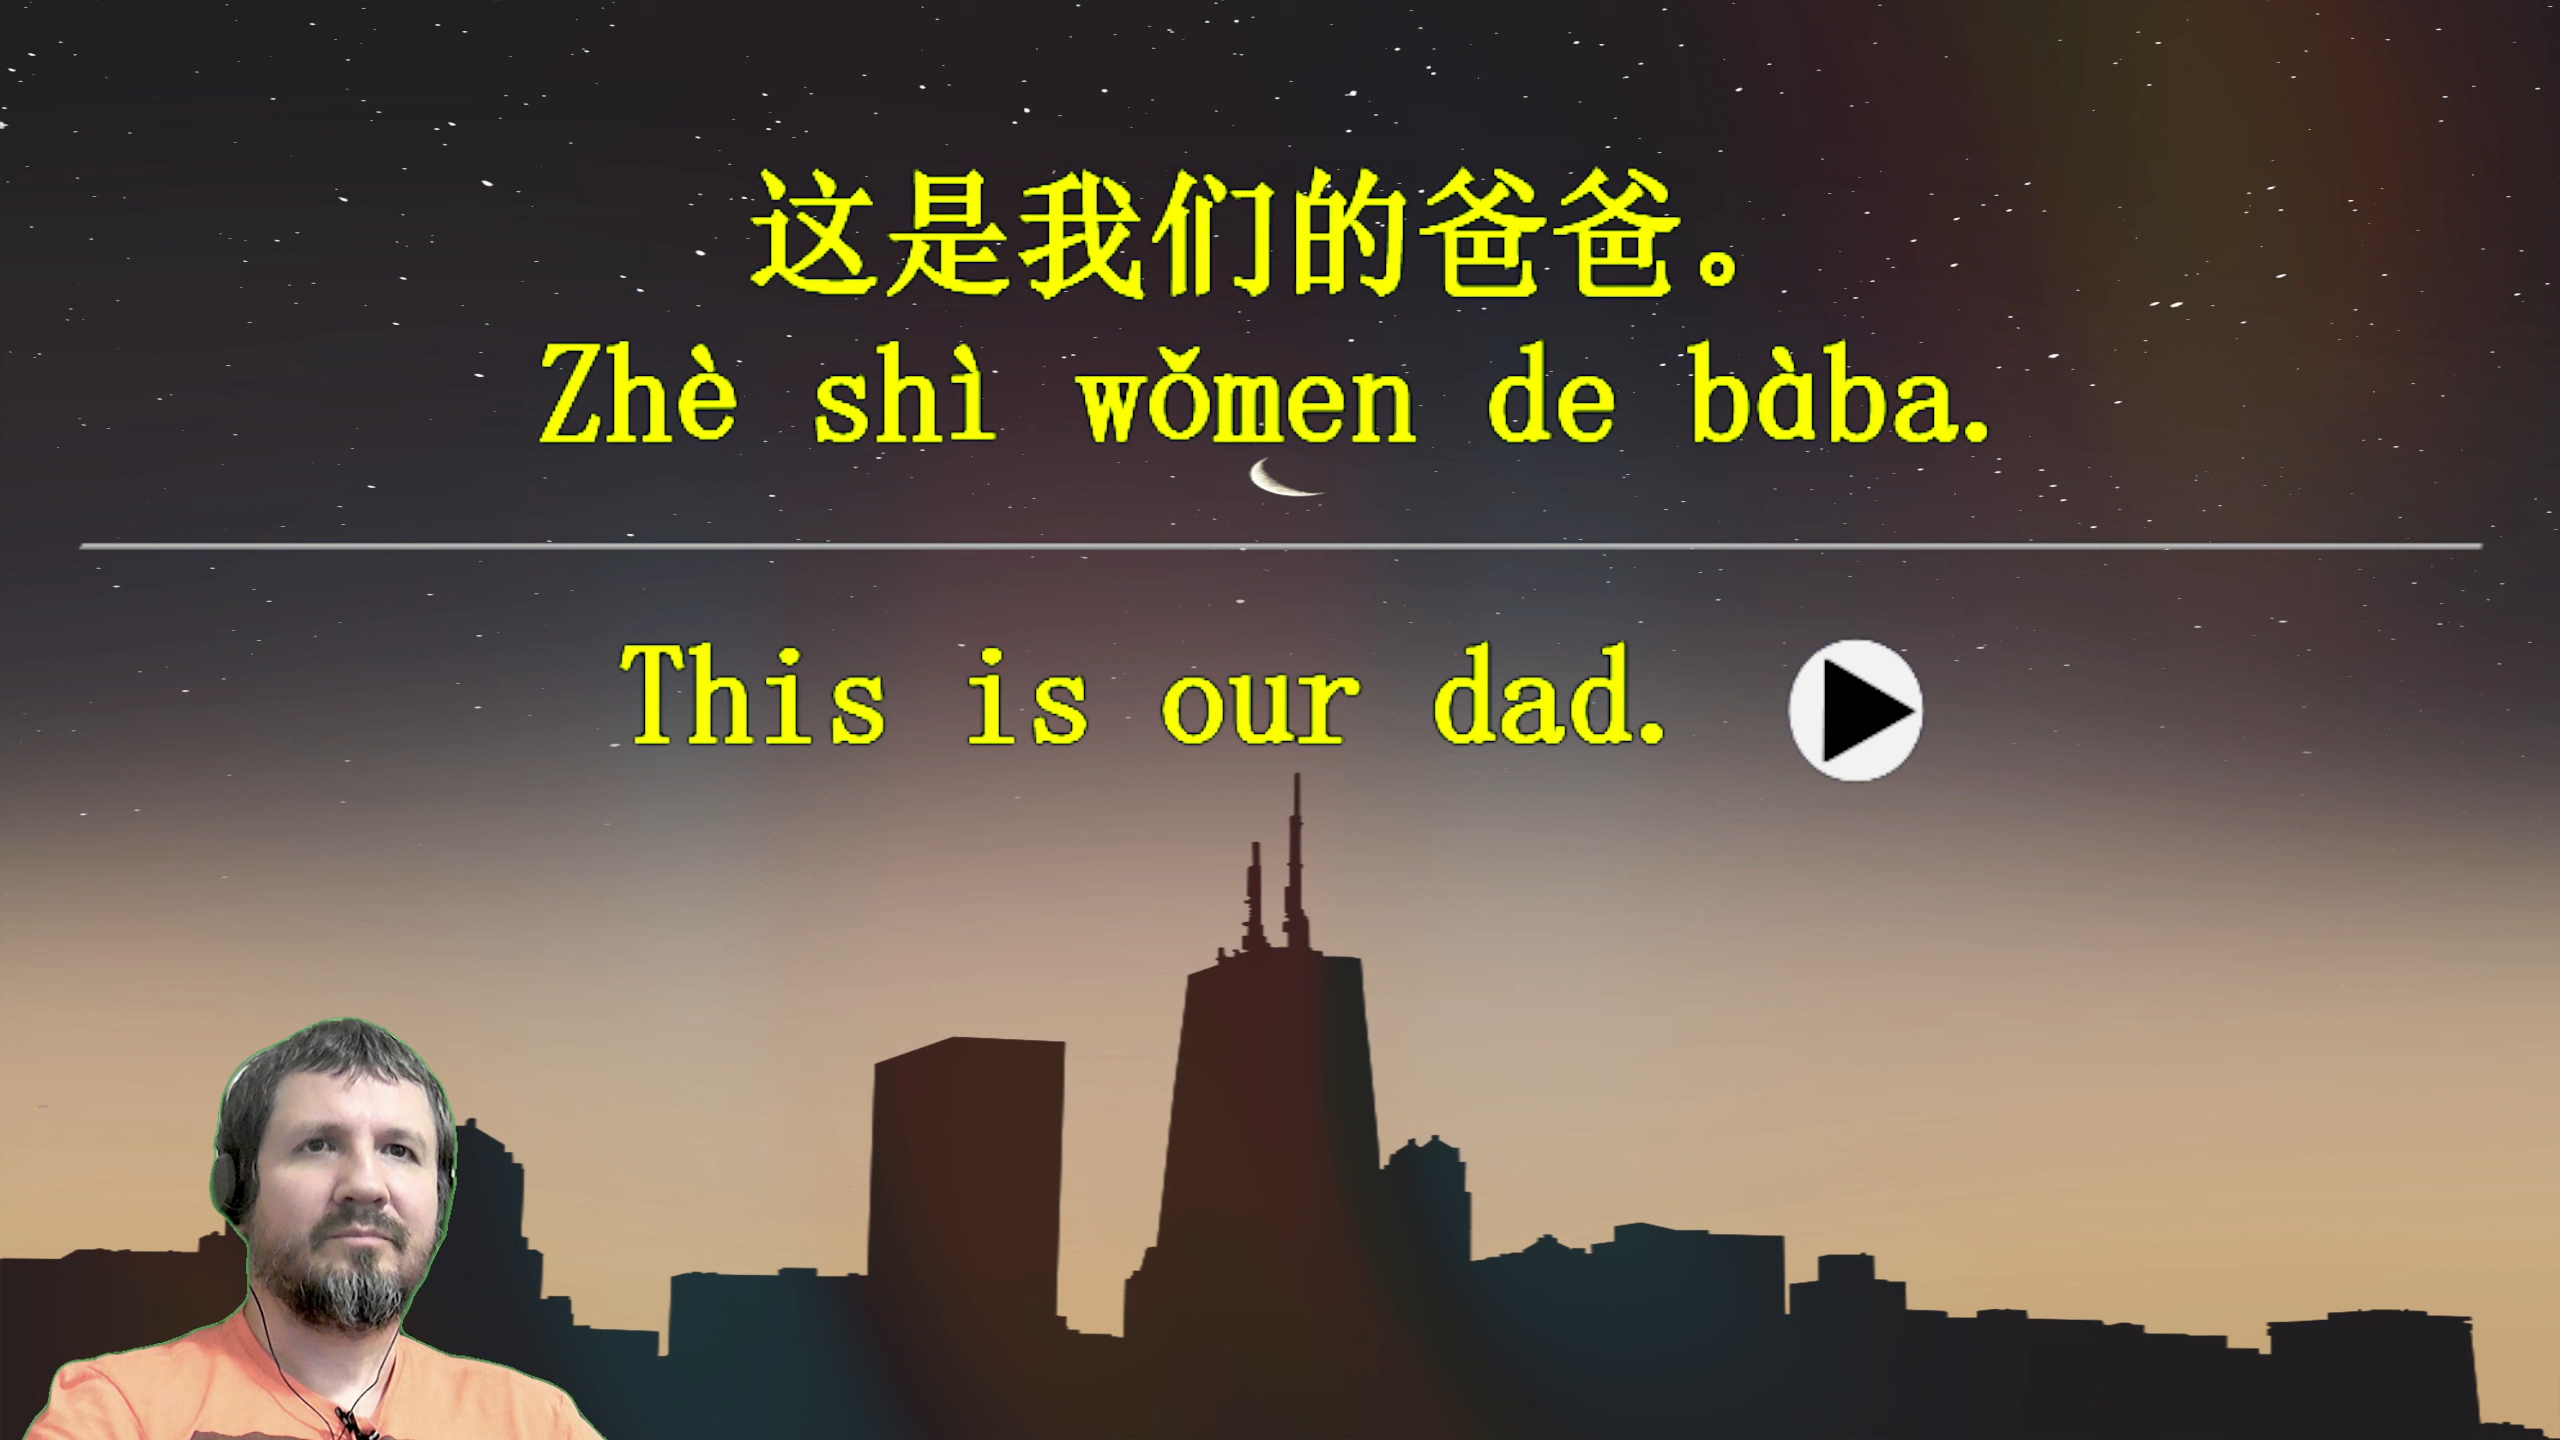 这是我们的爸爸。
Zhè shì wǒmen de bàba.
This is our dad.